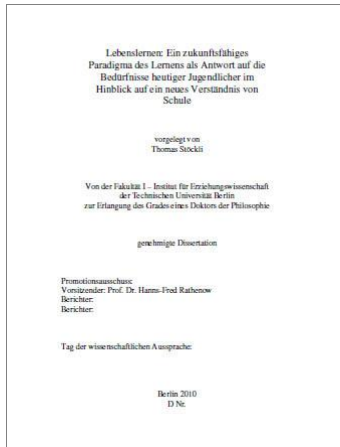 Lebenslernen: Ein zukunftsfähiges
Paradigma des Lernens als Antwort auf die
Bedürfnisse heutiger Jugendlicher im
Hinblick auf ein neues Verständnis von
Schule
vorgelegt von
Thomas Stöckli
Von der Fakultät I – Institut für Erziehungswissenschaft
der Technischen Universität Berlin
zur Erlangung des Grades eines Doktors der Philosophie
genehmigte Dissertation
Promotionsausschuss:
Vorsitzender: Prof. Dr. Hanns-Fred Rathenow
Berichter:
Berichter:
Tag der wissenschaftlichen Aussprache:
Berlin 2010
D Nr.